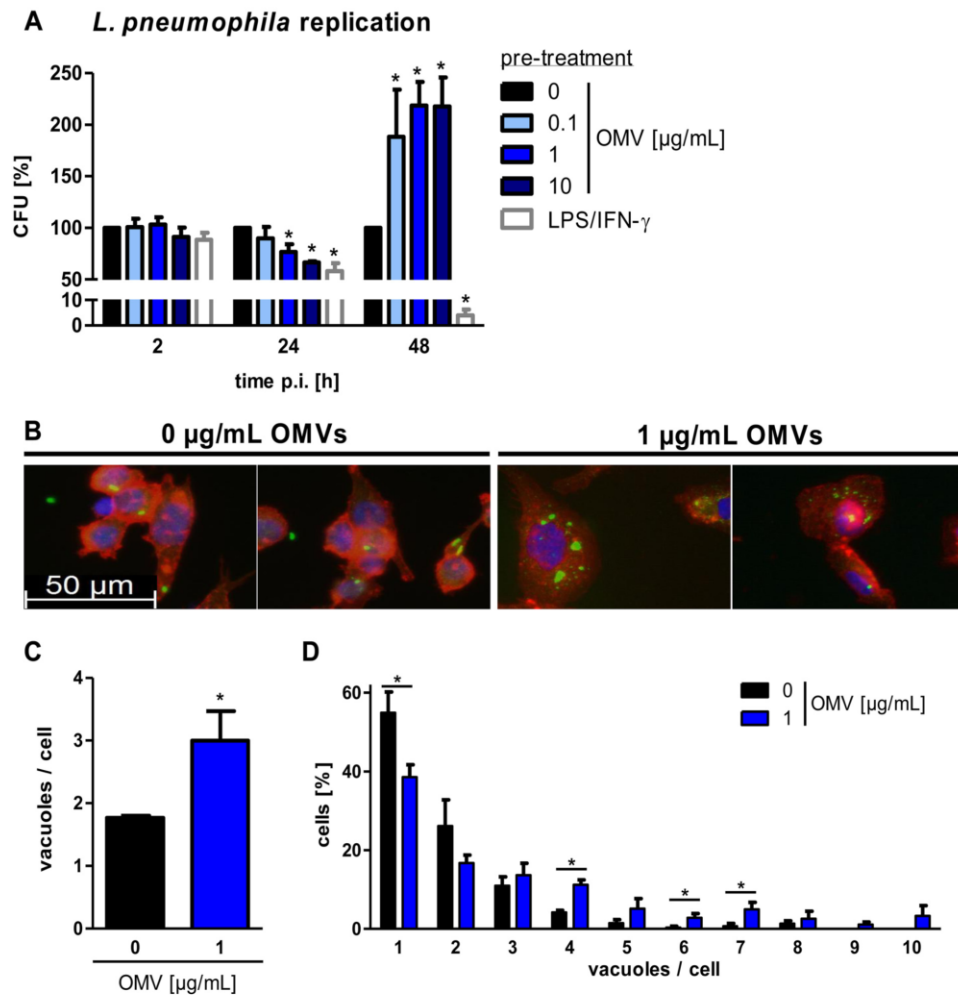 A L. pneumophila replication
CFU [%]
250
200
150
100
50
10
0
* * *
* * *
*
2 24 48
time p.i. [h]
pre-treatment
0
0.1
1
10
OMV [µg/mL]
LPS/IFN-γ
B 0 µg/mL OMVs 1 µg/mL OMVs
50 µm
C
vacuoles / cell
4
3
2
1
0
*
0 1
OMV [µg/mL]
D
cells [%]
60
40
20
0
* * * *
0
1
OMV [µg/mL]
1 2 3 4 5 6 7 8 9 10
vacuoles / cell